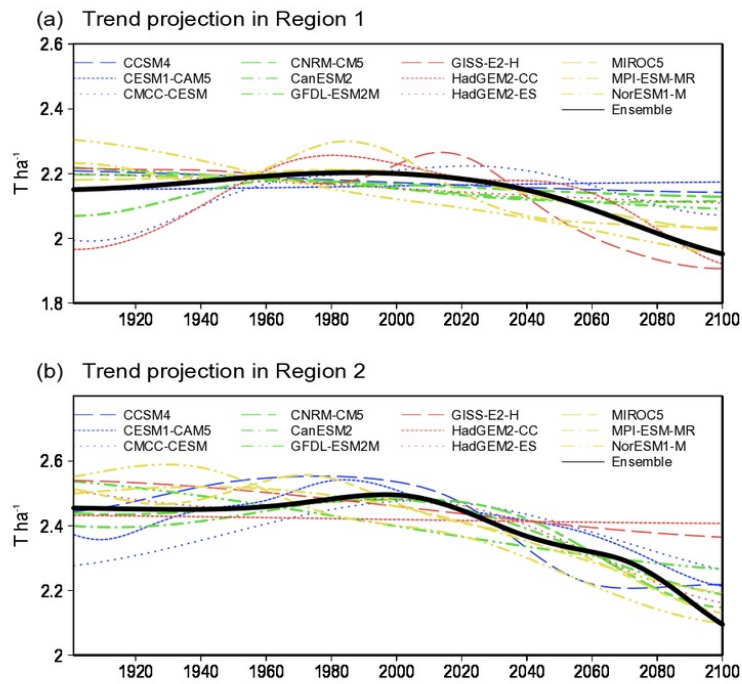 (a) Trend projection in Region 1
2.6
2.4
2.2
2
1.8
T ha-1
CCSM4 CNRM-CM5 GISS-E2-H MIROC5
CESM1-CAM5 CanESM2 HadGEM2-CC MPI-ESM-MR
CMCC-CESM GFDL-ESM2M HadGEM2-ES NorESM1-M
Ensemble
1920 1940 1960 1980 2000 2020 2040 2060 2080 2100
(b) Trend projection in Region 2
2.6
2.4
2.2
2
T ha-1
CCSM4 CNRM-CM5 GISS-E2-H MIROC5
CESM1-CAM5 CanESM2 HadGEM2-CC MPI-ESM-MR
CMCC-CESM GFDL-ESM2M HadGEM2-ES NorESM1-M
Ensemble
1920 1940 1960 1980 2000 2020 2040 2060 2080 2100